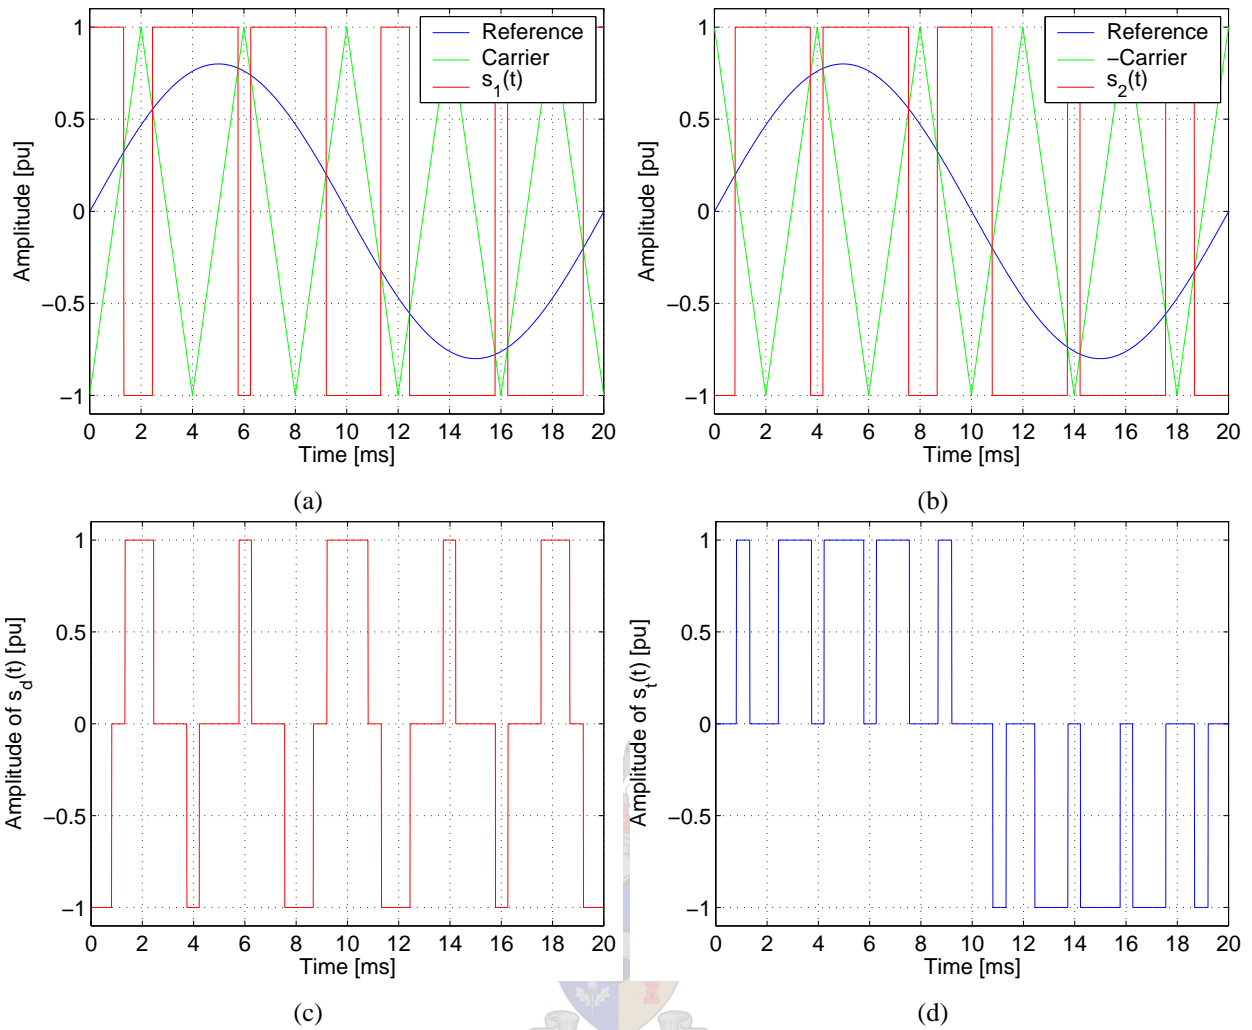 1
0.5
0
−0.5
−1
Amplitude [pu]
0 2 4 6 8 10 12 14 16 18 20
Time [ms]
Reference
Carrier
s_1(t)
(a)
1
0.5
0
−0.5
−1
Amplitude [pu]
0 2 4 6 8 10 12 14 16 18 20
Time [ms]
Reference
−Carrier
s_2(t)
(b)
1
0.5
0
−0.5
−1
Amplitude of s_d(t) [pu]
0 2 4 6 8 10 12 14 16 18 20
Time [ms]
(c)
1
0.5
0
−0.5
−1
Amplitude of s_t(t) [pu]
0 2 4 6 8 10 12 14 16 18 20
Time [ms]
(d)